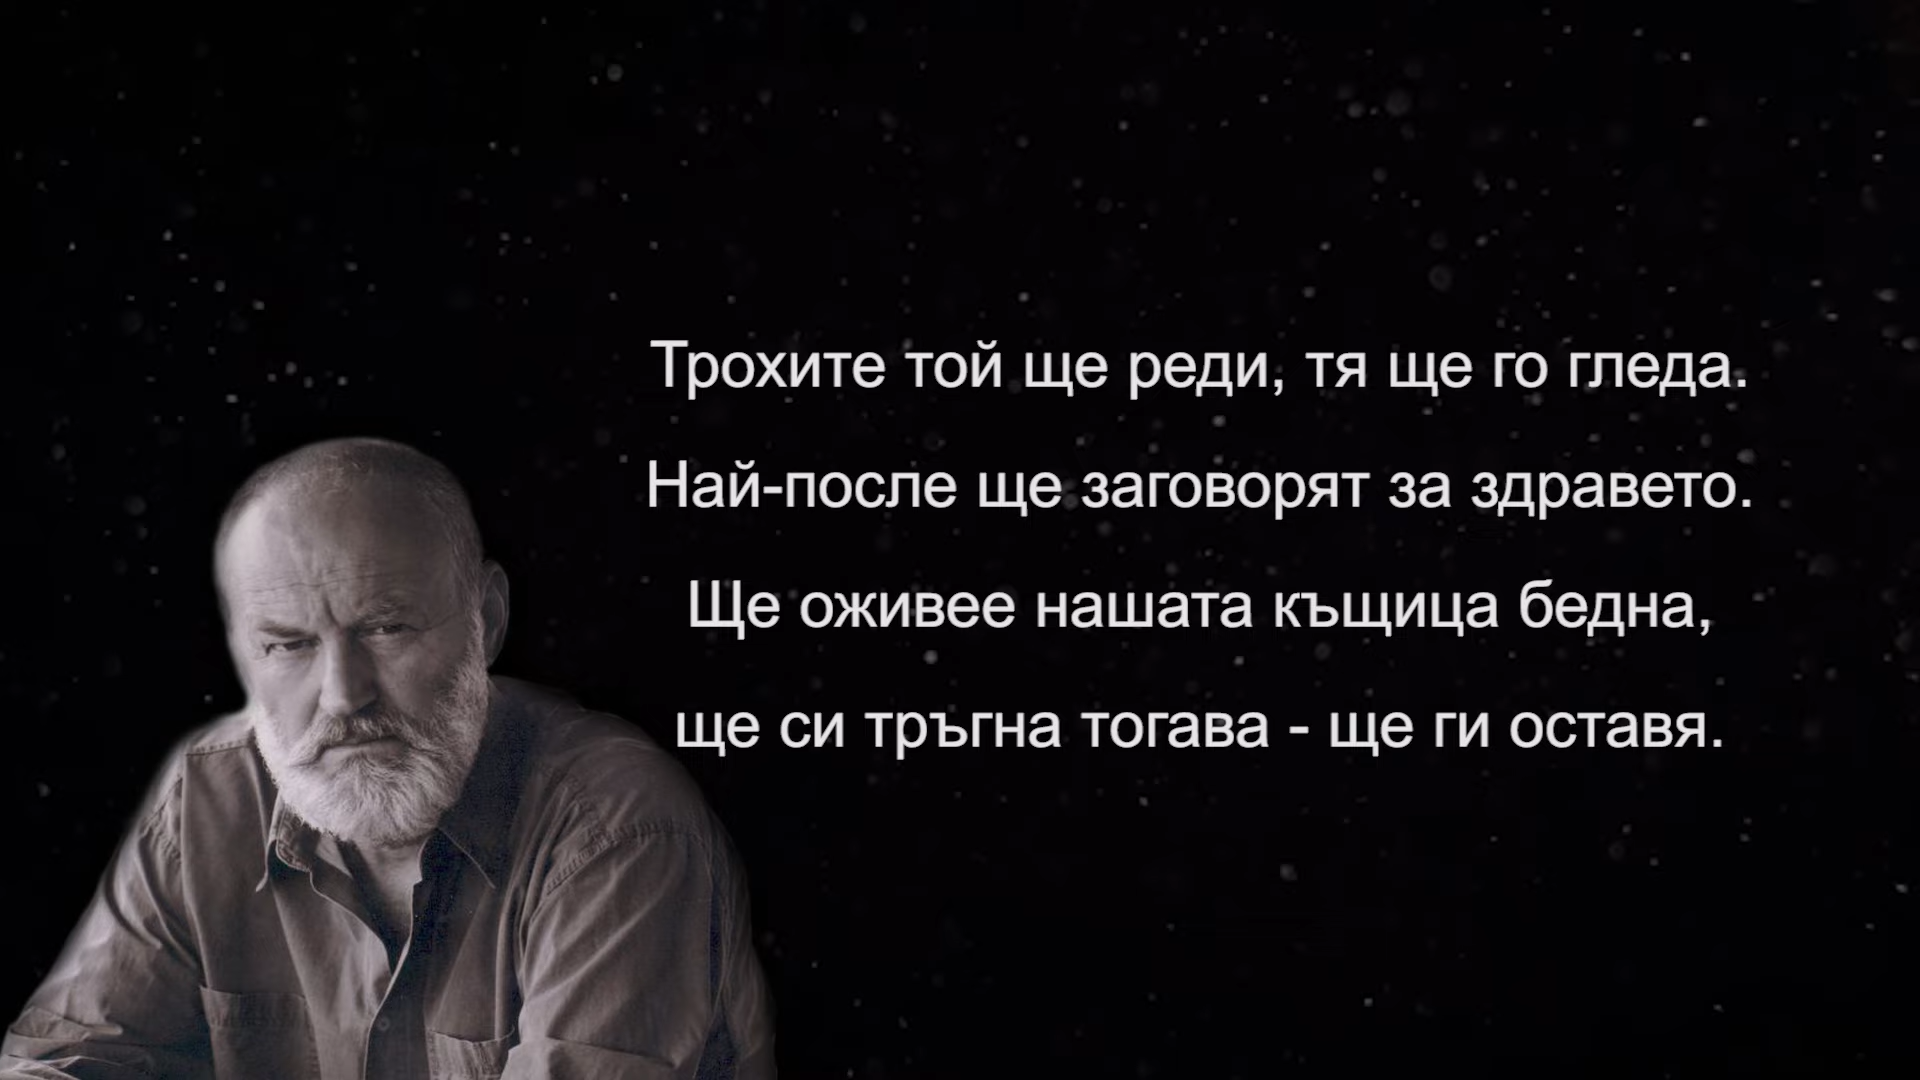 Трохите той ще реди, тя ще го гледа.
Най-после ще заговорят за здравето.
Ще оживее нашата къщица бедна,
ще си тръгна тогава - ще ги оставя.